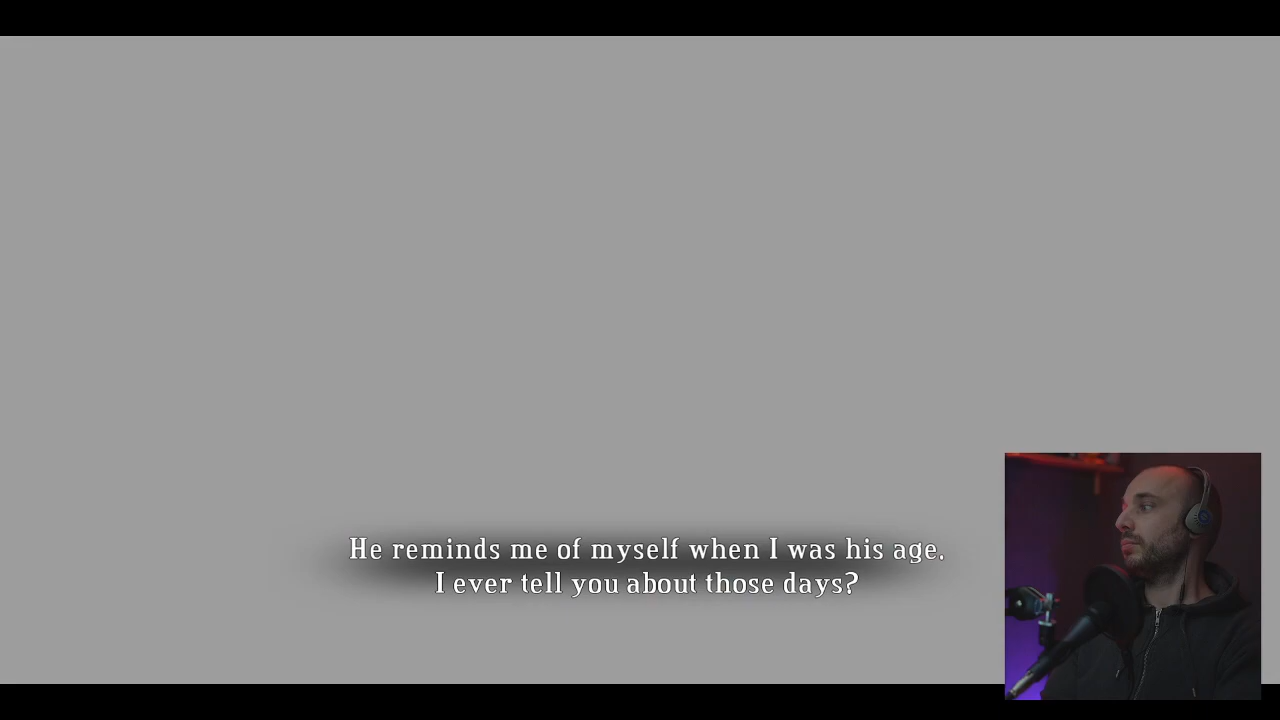 He reminds me of myself when I was his age.
I ever tell you about those days?